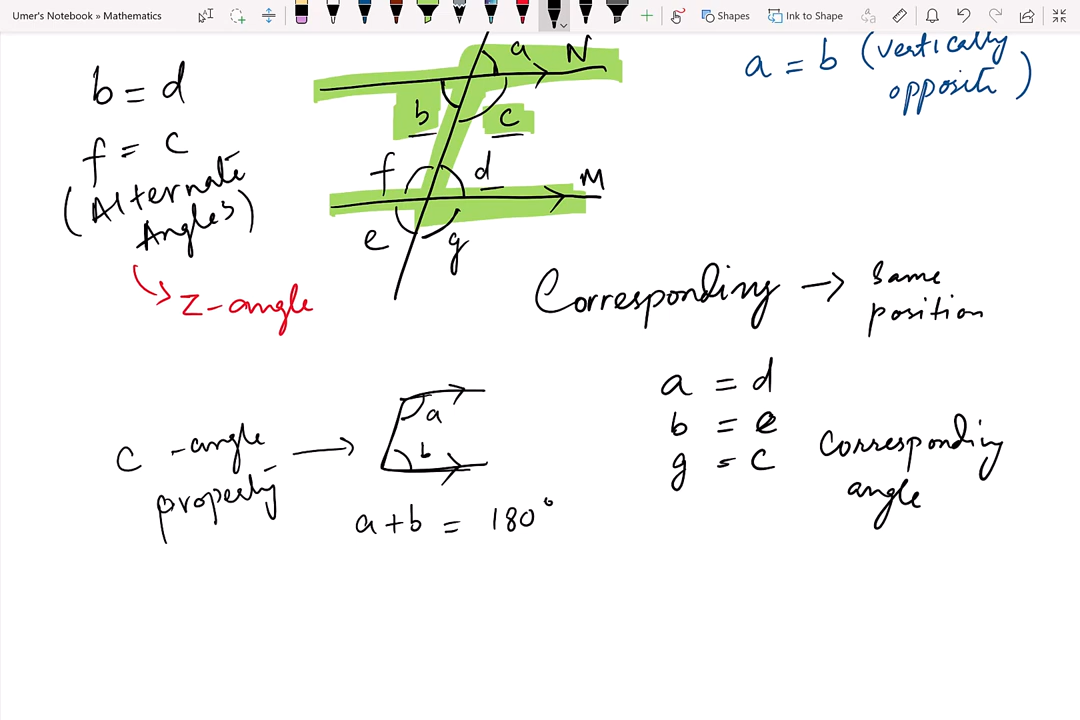 Umer's Notebook » Mathematics
Shapes
Ink to Shape
a
N
b
c
f
d
M
e
g
a = b (vertically
opposite)
b = d
f = c
(Alternate
Angles)
Z-angle
Corresponding → same
position
a = d
b = e
g = c
corresponding
angle
C-angle
property →
a
b
a+b = 180°